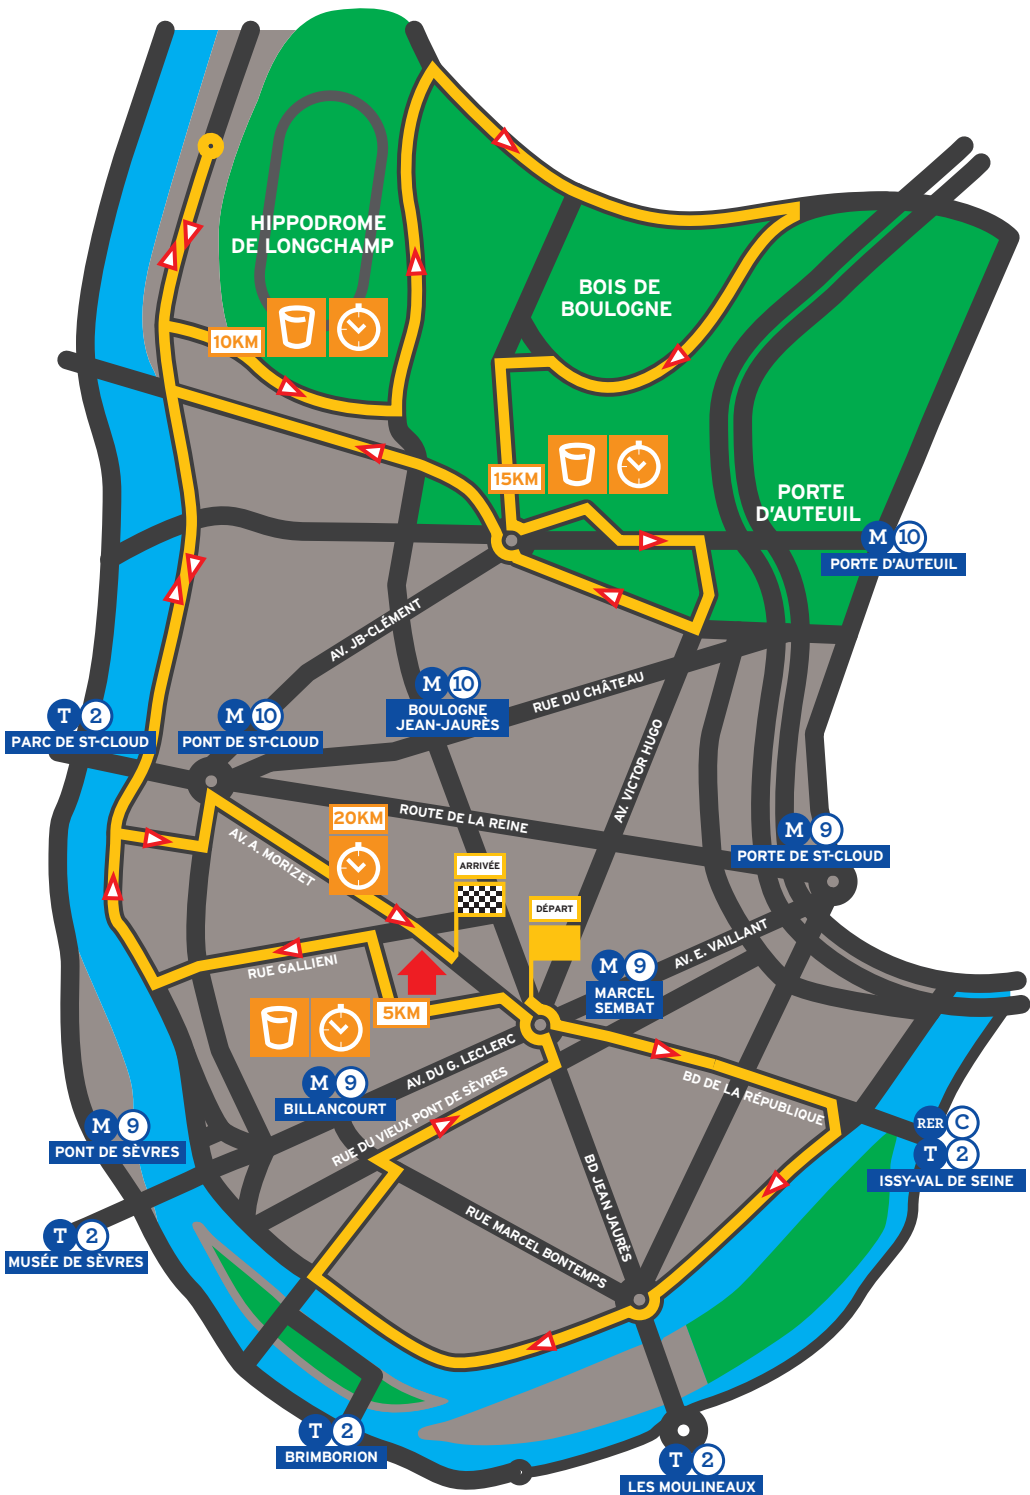 HIPPODROME
DE LONGCHAMP
BOIS DE
BOULOGNE
10KM
15KM
PORTE
D'AUTEUIL
M 10
PORTE D'AUTEUIL
AV. JB-CLÉMENT
M 10
BOULOGNE
JEAN-JAURÈS
RUE DU CHÂTEAU
T 2
PARC DE ST-CLOUD
M 10
PONT DE ST-CLOUD
AV. VICTOR HUGO
20KM
ROUTE DE LA REINE
M 9
PORTE DE ST-CLOUD
AV. A. MORIZET
ARRIVÉE
DÉPART
AV. E. VAILLANT
RUE GALLIENI
M 9
MARCEL
SEMBAT
5KM
AV. DU G. LECLERC
M 9
BILLANCOURT
RUE DU VIEUX PONT DE SÈVRES
BD DE LA RÉPUBLIQUE
M 9
PONT DE SÈVRES
RER C
T 2
ISSY-VAL DE SEINE
BD JEAN JAURÈS
RUE MARCEL BONTEMPS
T 2
MUSÉE DE SÈVRES
T 2
BRIMBORION
T 2
LES MOULINEAUX